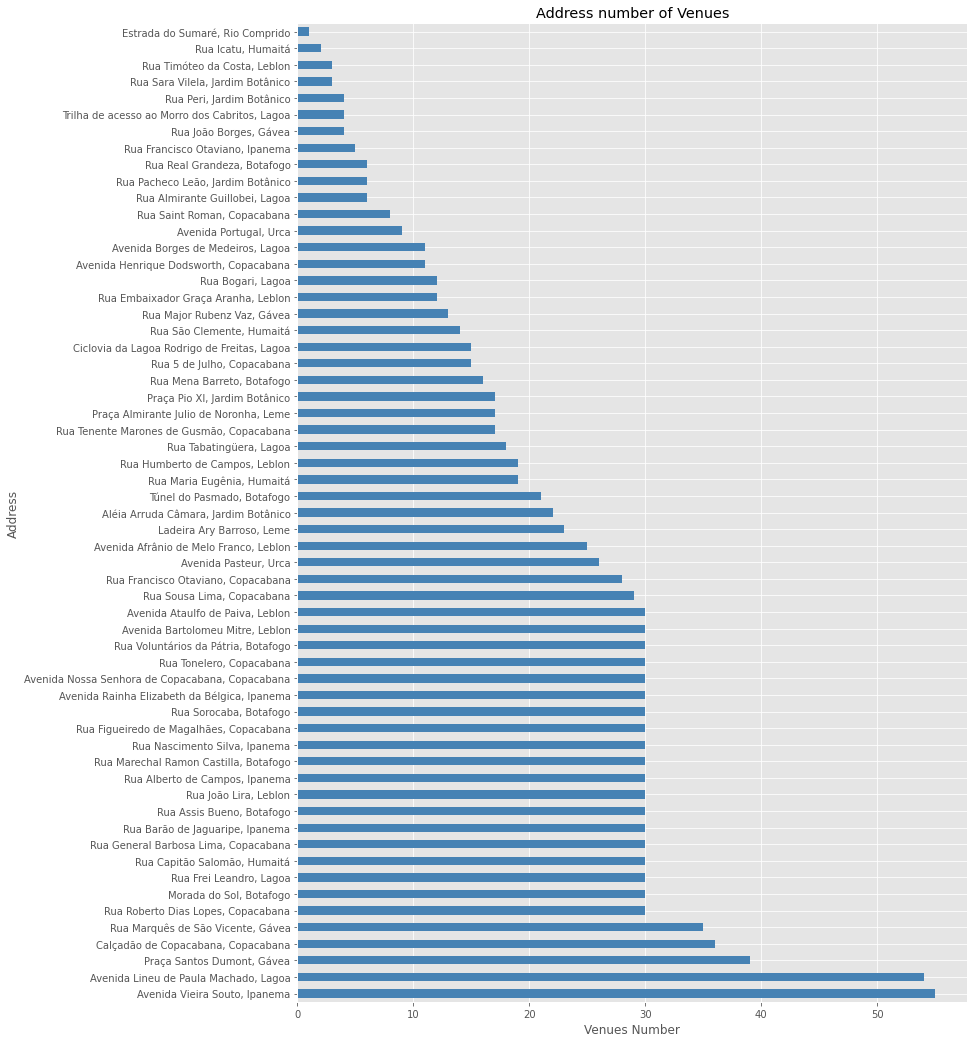 Address number of Venues
Estrada do Sumaré, Rio Comprido
Rua Icatu, Humaitá
Rua Timóteo da Costa, Leblon
Rua Sara Vilela, Jardim Botânico
Rua Peri, Jardim Botânico
Trilha de acesso ao Morro dos Cabritos, Lagoa
Rua João Borges, Gávea
Rua Francisco Otaviano, Ipanema
Rua Real Grandeza, Botafogo
Rua Pacheco Leão, Jardim Botânico
Rua Almirante Guillobei, Lagoa
Rua Saint Roman, Copacabana
Avenida Portugal, Urca
Avenida Borges de Medeiros, Lagoa
Avenida Henrique Dodsworth, Copacabana
Rua Bogari, Lagoa
Rua Embaixador Graça Aranha, Leblon
Rua Major Rubenz Vaz, Gávea
Rua São Clemente, Humaitá
Ciclovia da Lagoa Rodrigo de Freitas, Lagoa
Rua 5 de Julho, Copacabana
Rua Mena Barreto, Botafogo
Praça Pio XI, Jardim Botânico
Praça Almirante Julio de Noronha, Leme
Rua Tenente Marones de Gusmão, Copacabana
Rua Tabatingüera, Lagoa
Rua Humberto de Campos, Leblon
Rua Maria Eugênia, Humaitá
Túnel do Pasmado, Botafogo
Aléia Arruda Câmara, Jardim Botânico
Ladeira Ary Barroso, Leme
Avenida Afrânio de Melo Franco, Leblon
Avenida Pasteur, Urca
Rua Francisco Otaviano, Copacabana
Rua Sousa Lima, Copacabana
Avenida Ataulfo de Paiva, Leblon
Avenida Bartolomeu Mitre, Leblon
Rua Voluntários da Pátria, Botafogo
Rua Tonelero, Copacabana
Avenida Nossa Senhora de Copacabana, Copacabana
Avenida Rainha Elizabeth da Bélgica, Ipanema
Rua Sorocaba, Botafogo
Rua Figueiredo de Magalhães, Copacabana
Rua Nascimento Silva, Ipanema
Rua Marechal Ramon Castilla, Botafogo
Rua Alberto de Campos, Ipanema
Rua João Lira, Leblon
Rua Assis Bueno, Botafogo
Rua Barão de Jaguaripe, Ipanema
Rua General Barbosa Lima, Copacabana
Rua Capitão Salomão, Humaitá
Rua Frei Leandro, Lagoa
Morada do Sol, Botafogo
Rua Roberto Dias Lopes, Copacabana
Rua Marquês de São Vicente, Gávea
Calçadão de Copacabana, Copacabana
Praça Santos Dumont, Gávea
Avenida Lineu de Paula Machado, Lagoa
Avenida Vieira Souto, Ipanema
Address
0 10 20 30 40 50
Venues Number